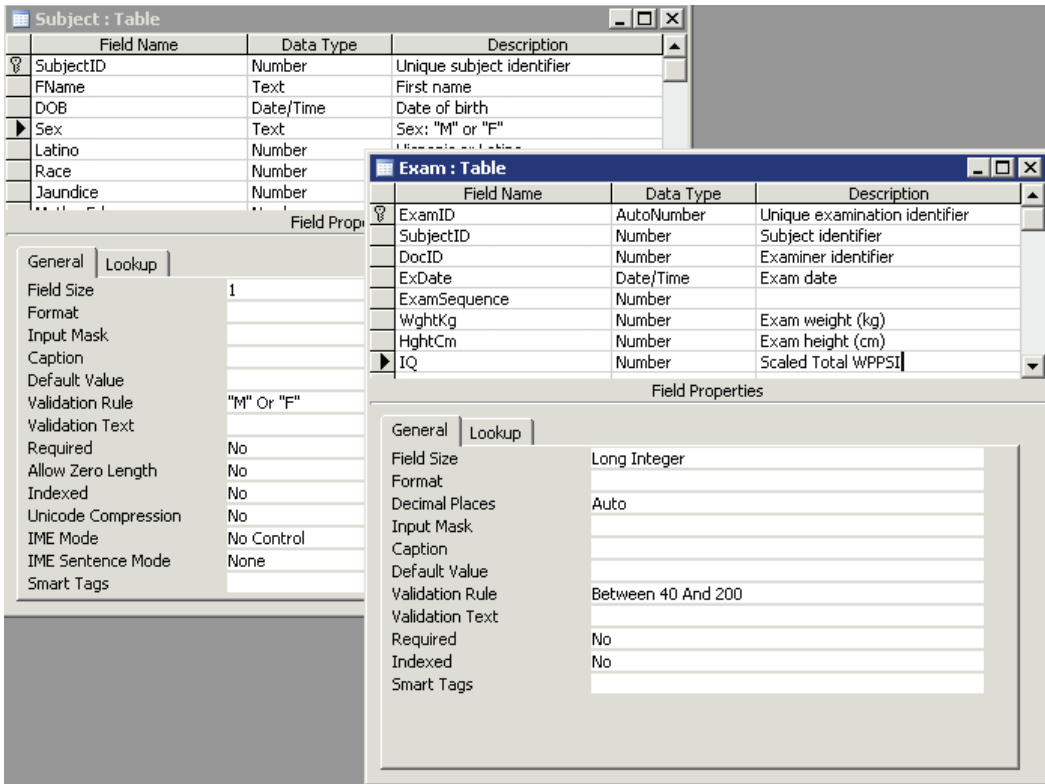 Subject : Table
Field Name Data Type Description
SubjectID Number Unique subject identifier
FName Text First name
DOB Date/Time Date of birth
Sex Text Sex: "M" or "F"
Latino Number
Race Number
Jaundice Number
Field Prop
General Lookup
Field Size 1
Format
Input Mask
Caption
Default Value
Validation Rule "M" Or "F"
Validation Text
Required No
Allow Zero Length No
Indexed No
Unicode Compression No
IME Mode No Control
IME Sentence Mode None
Smart Tags
Exam : Table
Field Name Data Type Description
ExamID AutoNumber Unique examination identifier
SubjectID Number Subject identifier
DocID Number Examiner identifier
ExDate Date/Time Exam date
ExamSequence Number
WghtKg Number Exam weight (kg)
HghtCm Number Exam height (cm)
IQ Number Scaled Total WPPSI
Field Properties
General Lookup
Field Size Long Integer
Format
Decimal Places Auto
Input Mask
Caption
Default Value
Validation Rule Between 40 And 200
Validation Text
Required No
Indexed No
Smart Tags